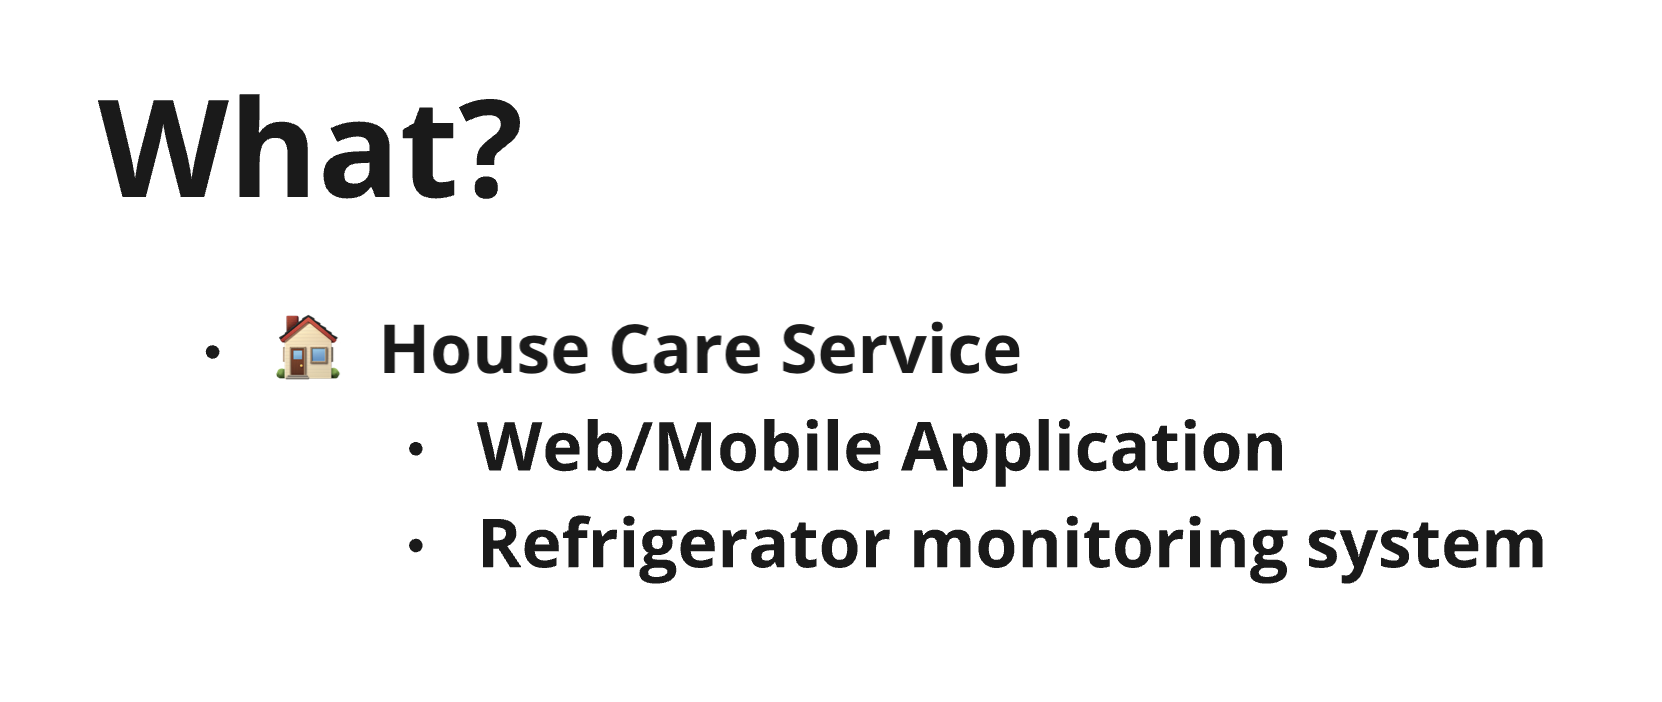 What?
• 🏠 House Care Service
• Web/Mobile Application
• Refrigerator monitoring system